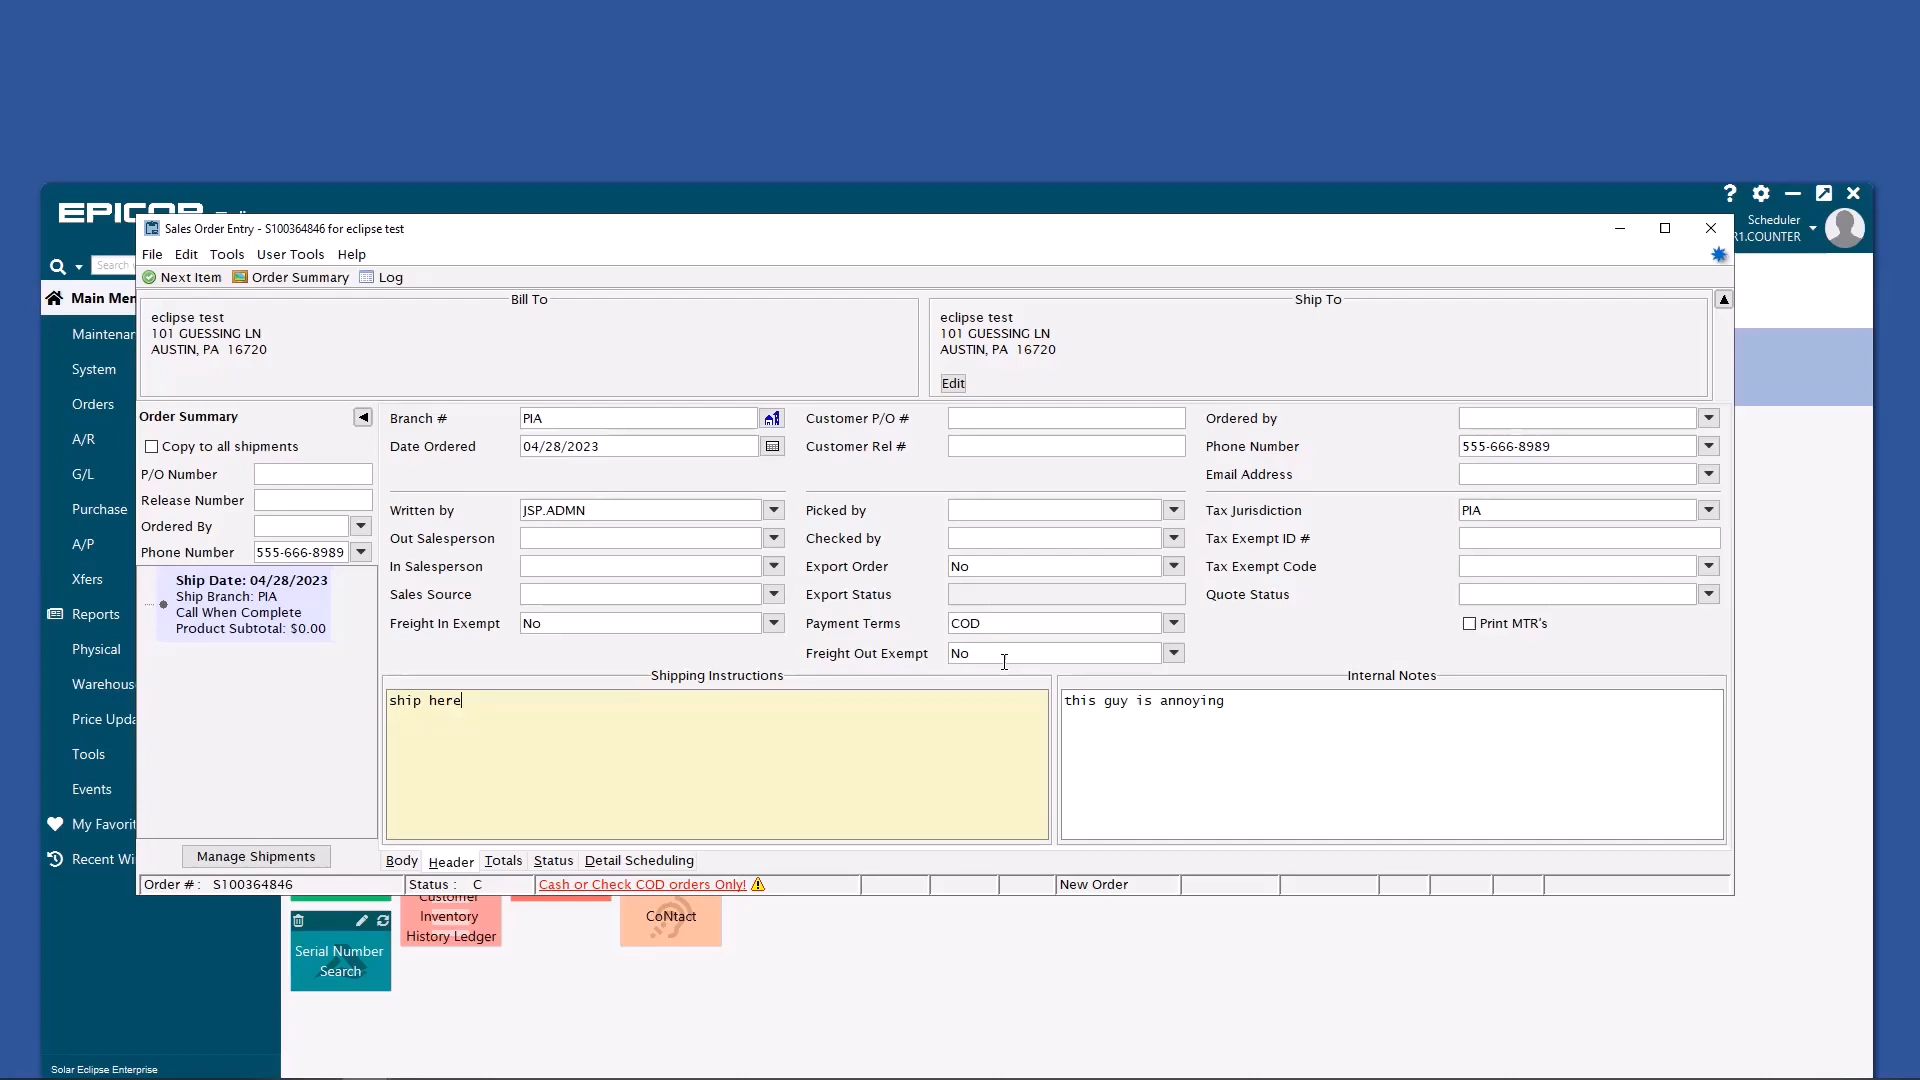 EPICOR
Scheduler
R1.COUNTER
Search
Main Men
Maintenan
System
Orders
A/R
G/L
Purchase
A/P
Xfers
Reports
Physical
Warehous
Price Upda
Tools
Events
My Favorit
Recent Wi
Solar Eclipse Enterprise
Sales Order Entry - S100364846 for eclipse test
File Edit Tools User Tools Help
Next Item Order Summary Log
Bill To
eclipse test
101 GUESSING LN
AUSTIN, PA 16720
Ship To
eclipse test
101 GUESSING LN
AUSTIN, PA 16720
Edit
Order Summary
Copy to all shipments
P/O Number
Release Number
Ordered By
Phone Number 555-666-8989
Ship Date: 04/28/2023
Ship Branch: PIA
Call When Complete
Product Subtotal: $0.00
Manage Shipments
Branch # PIA
Date Ordered 04/28/2023
Customer P/O #
Customer Rel #
Ordered by
Phone Number 555-666-8989
Email Address
Written by JSP.ADMN
Out Salesperson
In Salesperson
Sales Source
Freight In Exempt No
Picked by
Checked by
Export Order No
Export Status
Payment Terms COD
Freight Out Exempt No
Tax Jurisdiction PIA
Tax Exempt ID #
Tax Exempt Code
Quote Status
Print MTR's
Shipping Instructions
ship here
Internal Notes
this guy is annoying
Body Header Totals Status Detail Scheduling
Order # : S100364846 Status : C Cash or Check COD orders Only! New Order
Customer
Inventory
History Ledger
CoNtact
Serial Number
Search